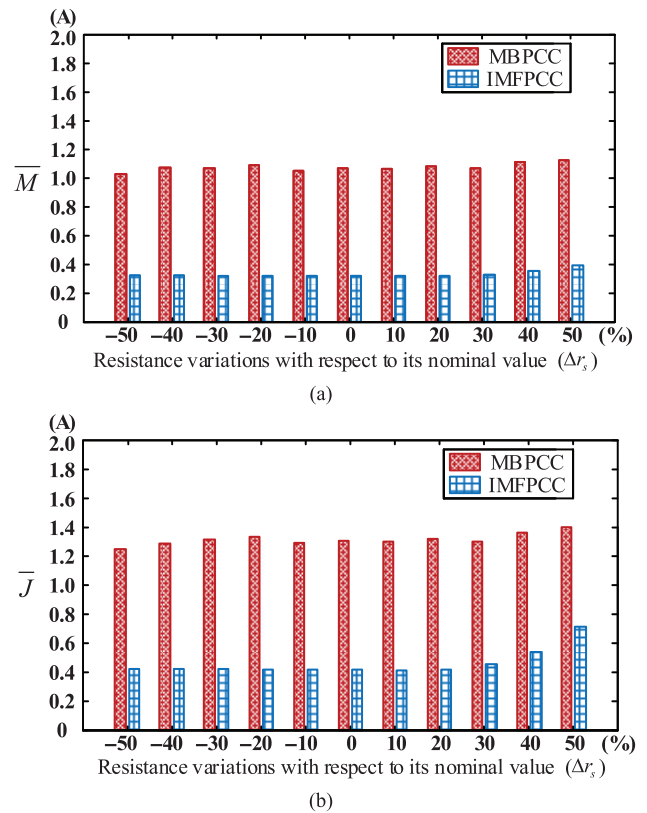 (A)
2.0
1.8
1.6
1.4
1.2
1.0
0.8
0.6
0.4
0.2
0
M
MBPCC
IMFPCC
−50 −40 −30 −20 −10 0 10 20 30 40 50 (%)
Resistance variations with respect to its nominal value (Δrs)
(a)
(A)
2.0
1.8
1.6
1.4
1.2
1.0
0.8
0.6
0.4
0.2
0
J
MBPCC
IMFPCC
−50 −40 −30 −20 −10 0 10 20 30 40 50 (%)
Resistance variations with respect to its nominal value (Δrs)
(b)